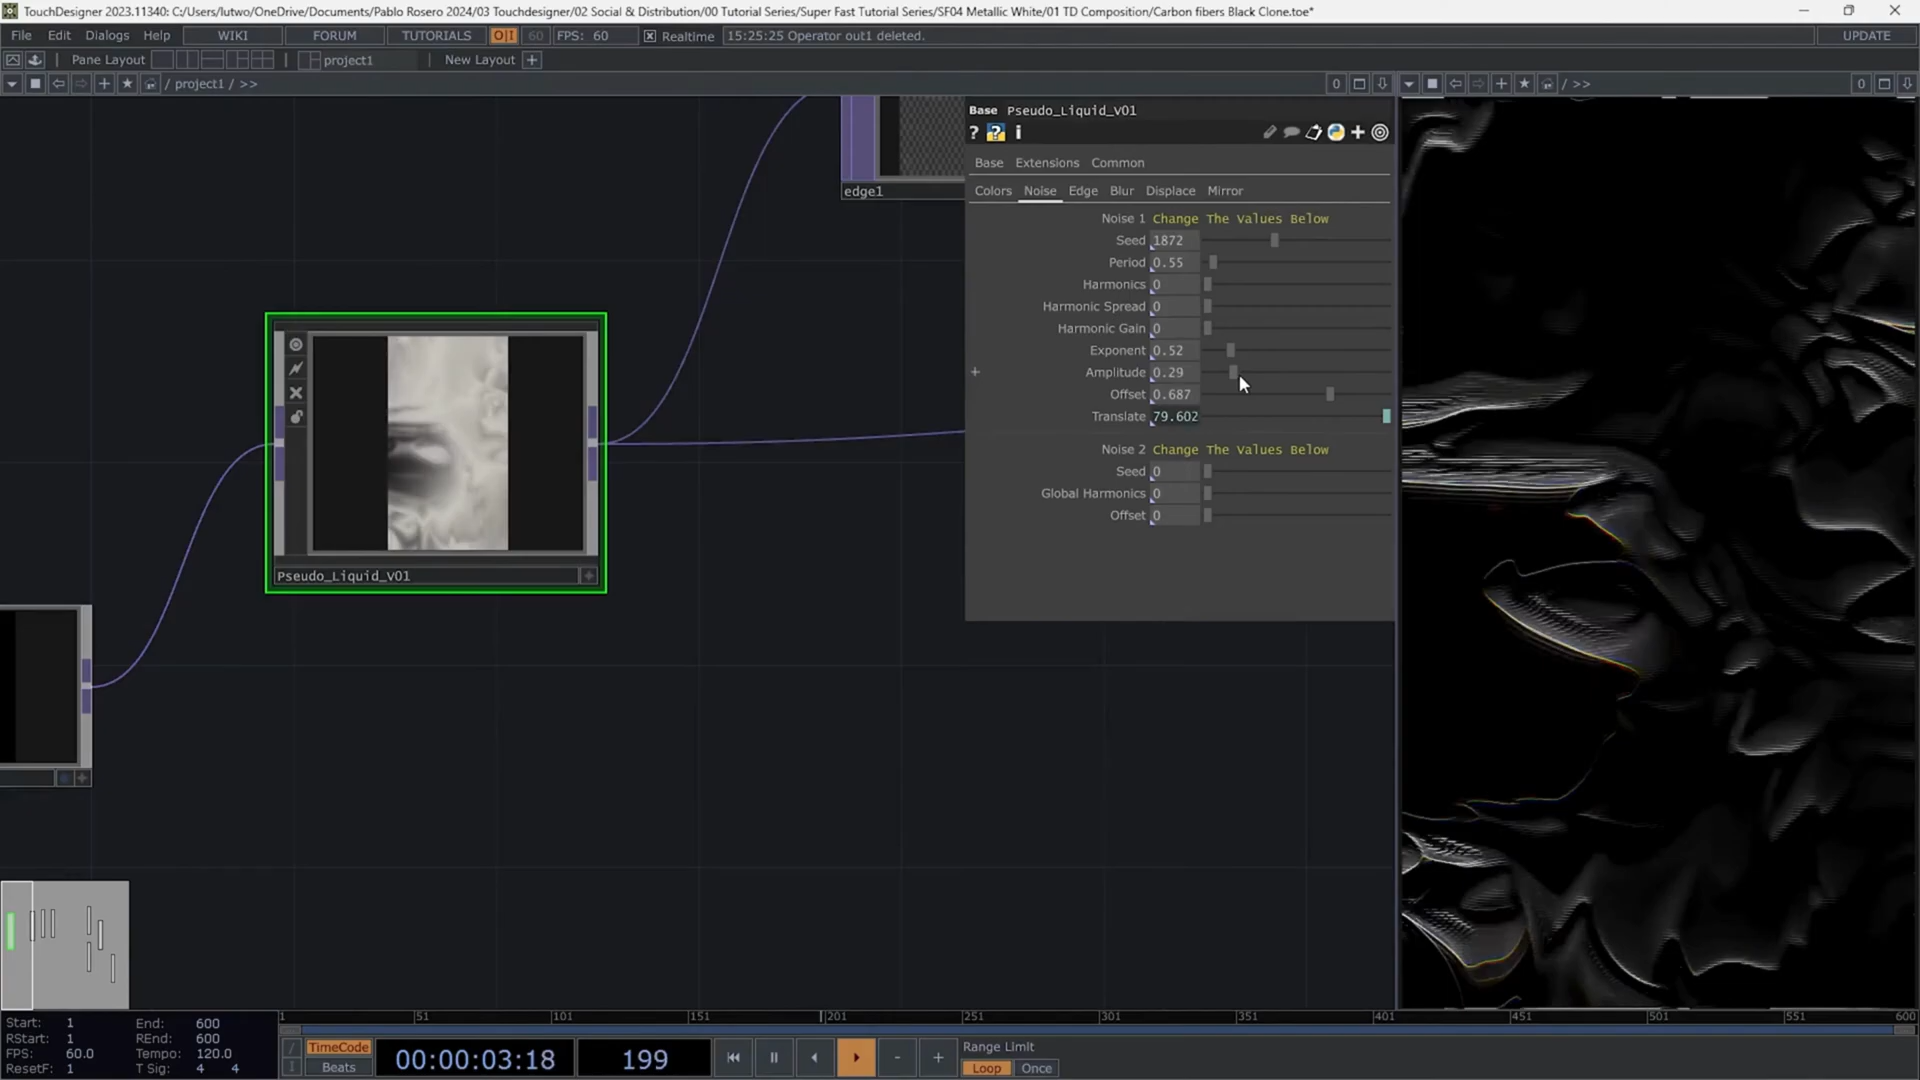 TouchDesigner 2023.11340: C:/Users/lutwo/OneDrive/Documents/Pablo Rosero 2024/03 Touchdesigner/02 Social & Distribution/00 Tutorial Series/Super Fast Tutorial Series/SF04 Metallic White/01 TD Composition/Carbon fibers Black Clone.toe*
File Edit Dialogs Help WIKI FORUM TUTORIALS O|I 60 FPS: 60 Realtime 15:25:25 Operator out1 deleted. UPDATE
Pane Layout project1 New Layout +
/ project1 / >> 0 / >> 0
Base Pseudo_Liquid_V01
? ? i
Base Extensions Common
edge1
Colors Noise Edge Blur Displace Mirror
Noise 1 Change The Values Below
Seed 1872
Period 0.55
Harmonics 0
Harmonic Spread 0
Harmonic Gain 0
Exponent 0.52
Amplitude 0.29
Offset 0.687
Translate 79.602
Noise 2 Change The Values Below
Seed 0
Global Harmonics 0
Offset 0
Pseudo_Liquid_V01
1 51 101 151 201 251 301 351 401 451 501 551 600
Start: 1 End: 600
RStart: 1 REnd: 600
FPS: 60.0 Tempo: 120.0
ResetF: 1 T Sig: 4 4
TimeCode
Beats
00:00:03:18 199
- +
Range Limit
Loop Once